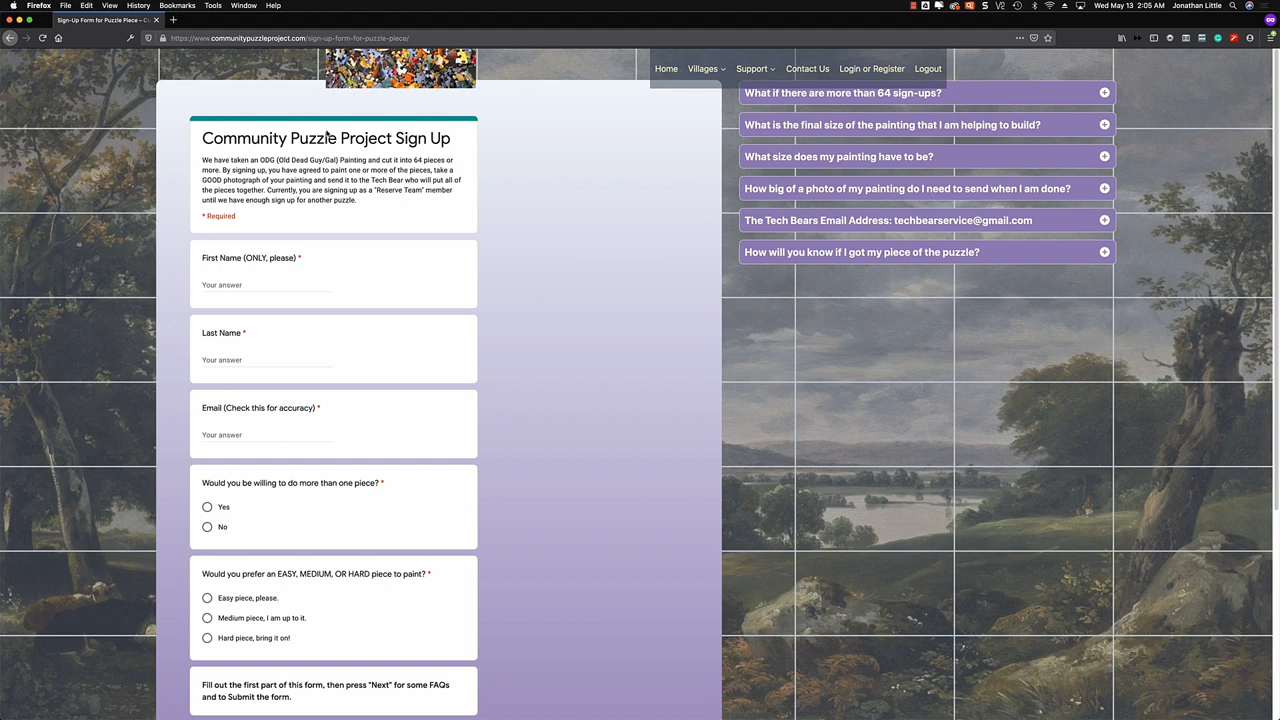 Firefox File Edit View History Bookmarks Tools Window Help
Wed May 13 2:05 AM Jonathan Little
Sign-Up Form for Puzzle Piece – Co
https://www.communitypuzzleproject.com/sign-up-form-for-puzzle-piece/
Home Villages Support Contact Us Login or Register Logout
Community Puzzle Project Sign Up
We have taken an ODG (Old Dead Guy/Gal) Painting and cut it into 64 pieces or
more. By signing up, you have agreed to paint one or more of the pieces, take a
GOOD photograph of your painting and send it to the Tech Bear who will put all of
the pieces together. Currently, you are signing up as a "Reserve Team" member
until we have enough sign up for another puzzle.
* Required
First Name (ONLY, please) *
Your answer
Last Name *
Your answer
Email (Check this for accuracy) *
Your answer
Would you be willing to do more than one piece? *
Yes
No
Would you prefer an EASY, MEDIUM, OR HARD piece to paint? *
Easy piece, please.
Medium piece, I am up to it.
Hard piece, bring it on!
Fill out the first part of this form, then press "Next" for some FAQs
and to Submit the form.
What if there are more than 64 sign-ups?
What is the final size of the painting that I am helping to build?
What size does my painting have to be?
How big of a photo of my painting do I need to send when I am done?
The Tech Bears Email Address: techbearservice@gmail.com
How will you know if I got my piece of the puzzle?